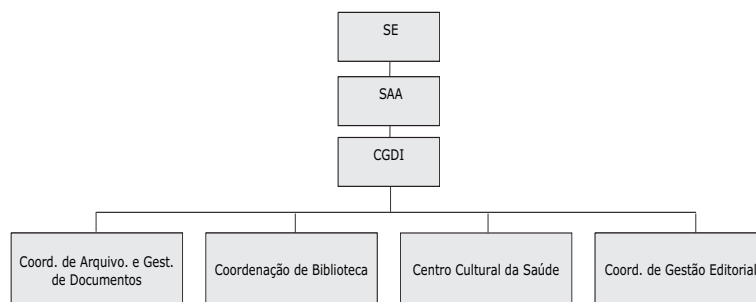 SE
SAA
CGDI
Coord. de Arquivo. e Gest.
de Documentos
Coordenação de Biblioteca
Centro Cultural da Saúde
Coord. de Gestão Editorial